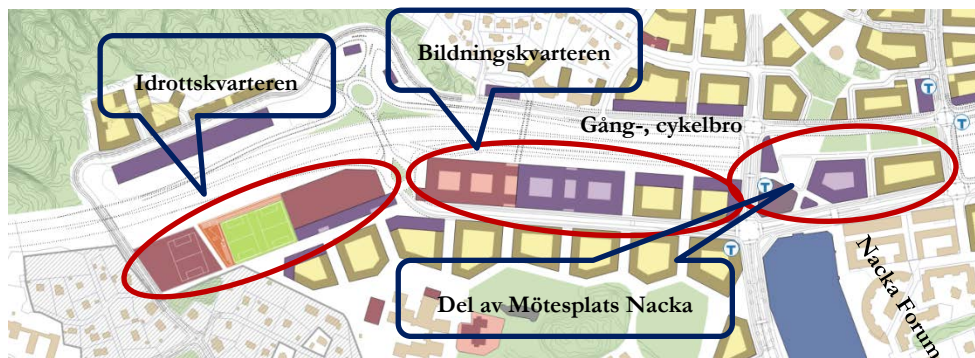 Bildningskvarteren
Idrottskvarteren
Gång-, cykelbro
T
T
T
T
Del av Mötesplats Nacka
Nacka Forum